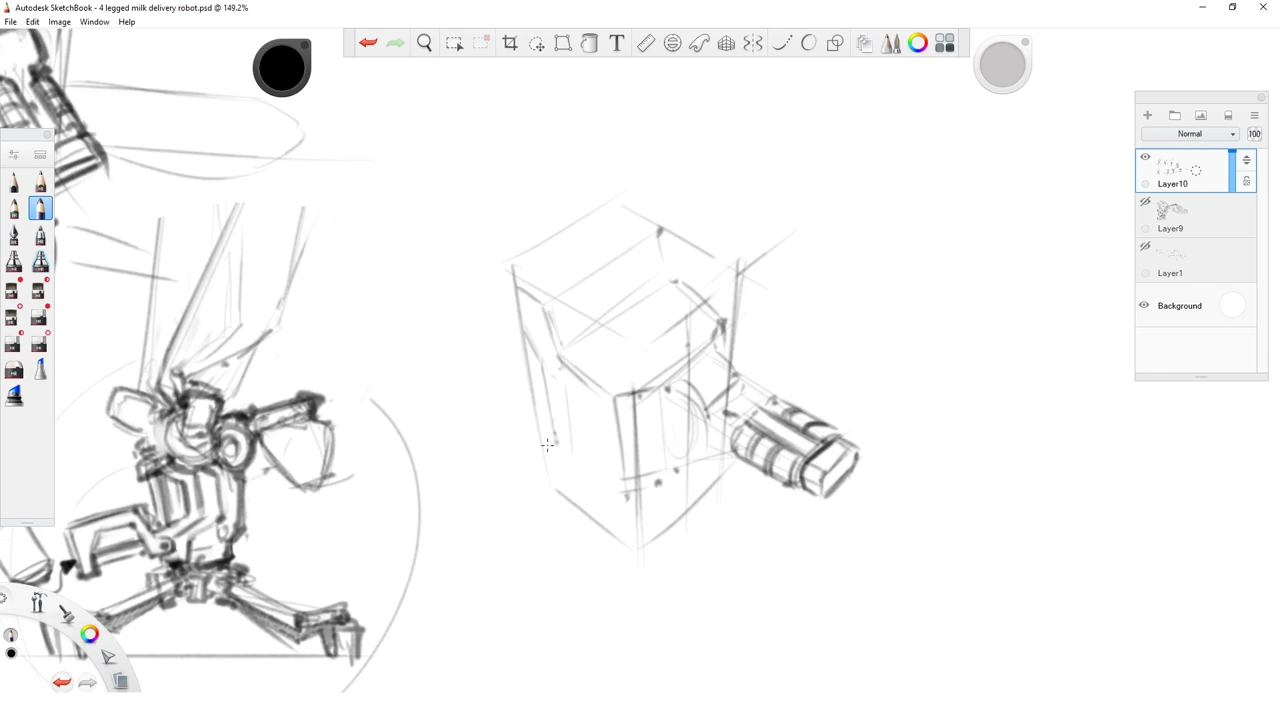 Autodesk SketchBook - 4 legged milk delivery robot.psd @ 149.2%
File Edit Image Window Help
Normal 100
Layer10
Layer9
Layer1
Background